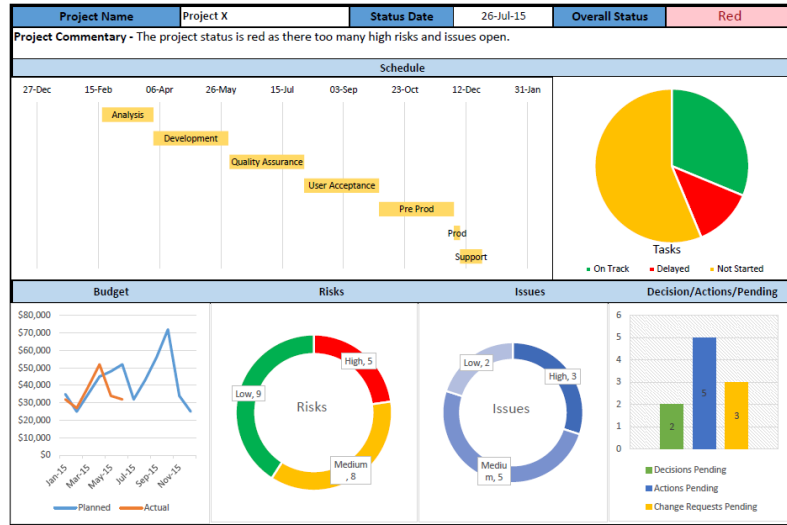 Project Name Project X Status Date 26-Jul-15 Overall Status Red
Project Commentary - The project status is red as there too many high risks and issues open.
Schedule
27-Dec 15-Feb 06-Apr 26-May 15-Jul 03-Sep 23-Oct 12-Dec 31-Jan
Analysis
Development
Quality Assurance
User Acceptance
Pre Prod
Prod
Support
Tasks
On Track Delayed Not Started
Budget Risks Issues Decision/Actions/Pending
$80,000
$70,000
$60,000
$50,000
$40,000
$30,000
$20,000
$10,000
$0
Jan-15 Mar-15 May-15 Jul-15 Sep-15 Nov-15
Planned Actual
High, 5
Low, 9
Risks
Medium
, 8
Low, 2
High, 3
Issues
Mediu
m, 5
6
5
4
3
2
1
0
2 5 3
Decisions Pending
Actions Pending
Change Requests Pending